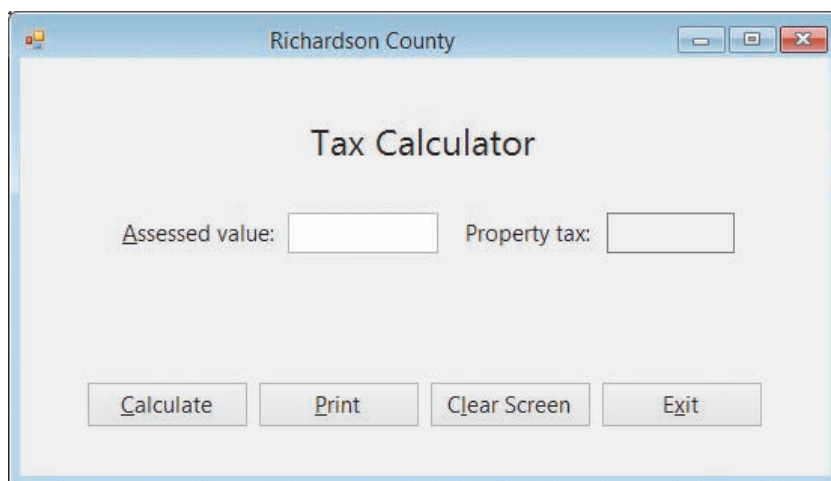 Richardson County
Tax Calculator
Assessed value: Property tax:
Calculate Print Clear Screen Exit